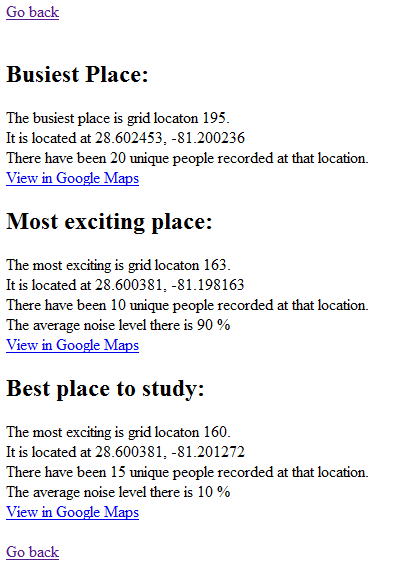 Go back
Busiest Place:
The busiest place is grid locaton 195.
It is located at 28.602453, -81.200236
There have been 20 unique people recorded at that location.
View in Google Maps
Most exciting place:
The most exciting is grid locaton 163.
It is located at 28.600381, -81.198163
There have been 10 unique people recorded at that location.
The average noise level there is 90 %
View in Google Maps
Best place to study:
The most exciting is grid locaton 160.
It is located at 28.600381, -81.201272
There have been 15 unique people recorded at that location.
The average noise level there is 10 %
View in Google Maps
Go back